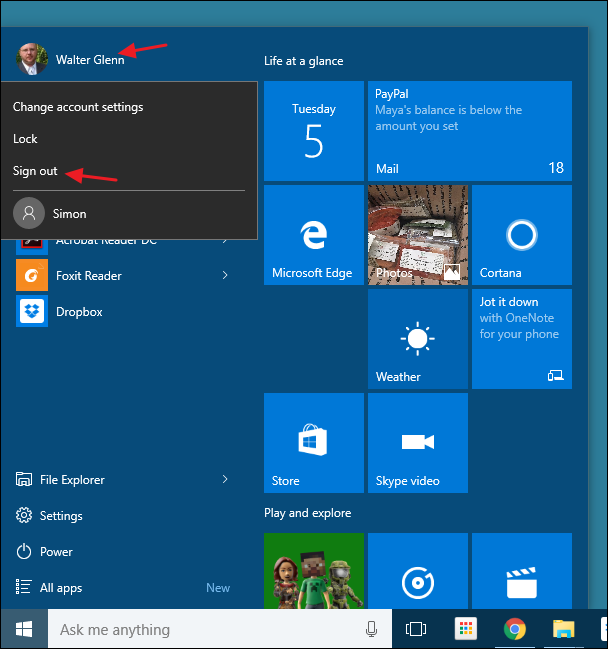 Walter Glenn
Change account settings
Lock
Sign out
Simon
Acrobat Reader DC
Foxit Reader
Dropbox
File Explorer
Settings
Power
All apps
New
Life at a glance
Tuesday
5
PayPal
Maya's balance is below the
amount you set
Mail
18
Microsoft Edge
Photos
Cortana
Weather
Jot it down
with OneNote
for your phone
Store
Skype video
Play and explore
Ask me anything